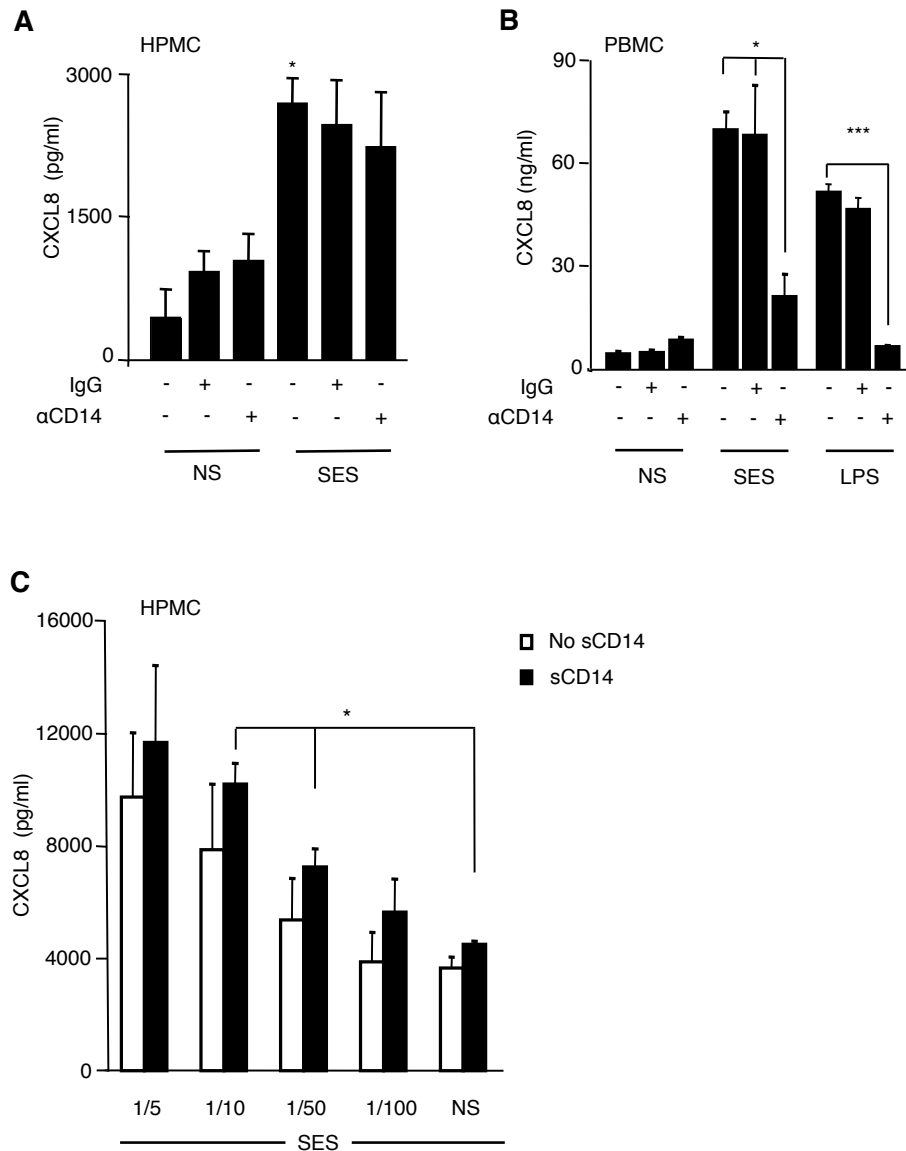 A
HPMC
*
3000
1500
0
CXCL8 (pg/ml)
IgG - + - - + -
αCD14 - - + - - +
NS SES
B
PBMC
*
***
90
60
30
0
CXCL8 (ng/ml)
IgG - + - - + - - + -
αCD14 - - + - - + - - +
NS SES LPS
C
HPMC
No sCD14
sCD14
*
16000
12000
8000
4000
0
CXCL8 (pg/ml)
1/5 1/10 1/50 1/100 NS
SES